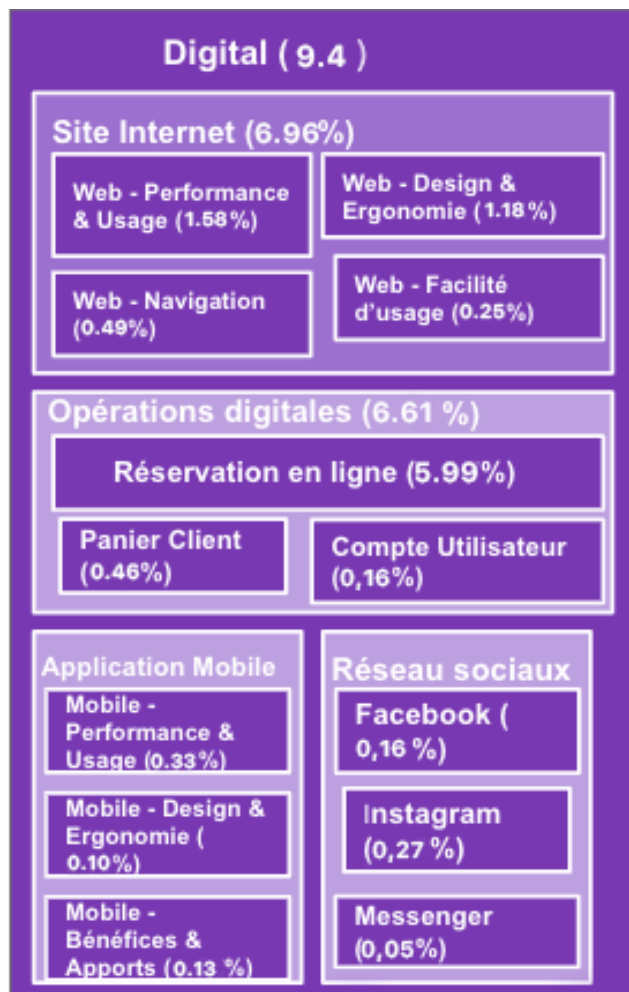 Digital ( 9.4 )
Site Internet (6.96%)
Web - Performance
& Usage (1.58%)
Web - Design &
Ergonomie (1.18%)
Web - Navigation
(0.49%)
Web - Facilité
d'usage (0.25%)
Opérations digitales (6.61 %)
Réservation en ligne (5.99%)
Panier Client
(0.46%)
Compte Utilisateur
(0,16%)
Application Mobile
Mobile -
Performance &
Usage (0.33%)
Mobile - Design &
Ergonomie (
0.10%)
Mobile -
Bénéfices &
Apports (0.13 %)
Réseau sociaux
Facebook (
0,16 %)
Instagram
(0,27 %)
Messenger
(0,05%)